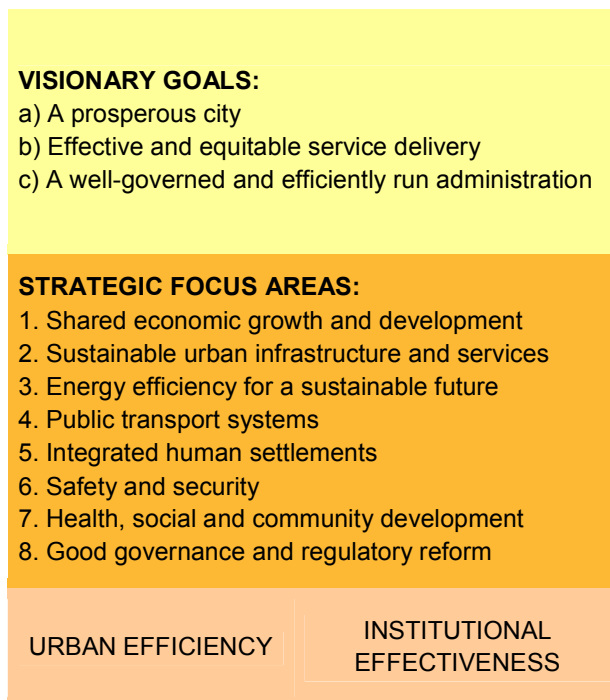 VISIONARY GOALS:
a) A prosperous city
b) Effective and equitable service delivery
c) A well-governed and efficiently run administration
STRATEGIC FOCUS AREAS:
1. Shared economic growth and development
2. Sustainable urban infrastructure and services
3. Energy efficiency for a sustainable future
4. Public transport systems
5. Integrated human settlements
6. Safety and security
7. Health, social and community development
8. Good governance and regulatory reform
URBAN EFFICIENCY
INSTITUTIONAL
EFFECTIVENESS